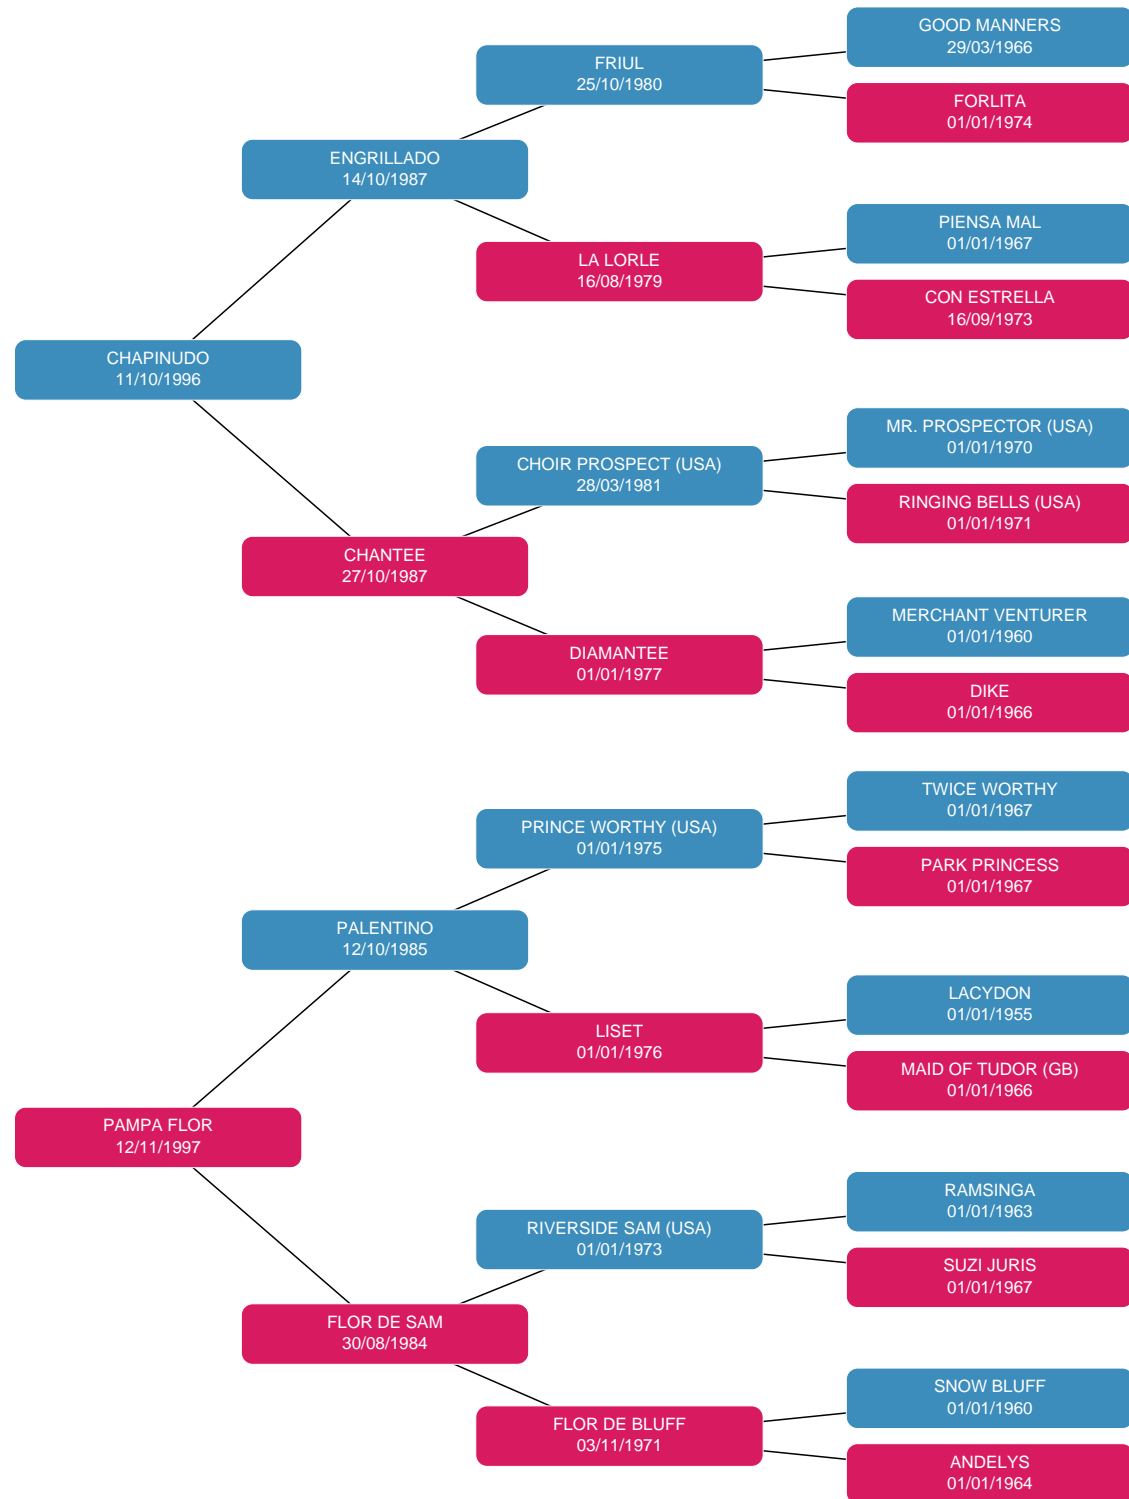 GOOD MANNERS
29/03/1966
FRIUL
25/10/1980
FORLITA
01/01/1974
ENGRILLADO
14/10/1987
PIENSA MAL
01/01/1967
LA LORLE
16/08/1979
CON ESTRELLA
16/09/1973
CHAPINUDO
11/10/1996
MR. PROSPECTOR (USA)
01/01/1970
CHOIR PROSPECT (USA)
28/03/1981
RINGING BELLS (USA)
01/01/1971
CHANTEE
27/10/1987
MERCHANT VENTURER
01/01/1960
DIAMANTEE
01/01/1977
DIKE
01/01/1966
TWICE WORTHY
01/01/1967
PRINCE WORTHY (USA)
01/01/1975
PARK PRINCESS
01/01/1967
PALENTINO
12/10/1985
LACYDON
01/01/1955
LISET
01/01/1976
MAID OF TUDOR (GB)
01/01/1966
PAMPA FLOR
12/11/1997
RAMSINGA
01/01/1963
RIVERSIDE SAM (USA)
01/01/1973
SUZI JURIS
01/01/1967
FLOR DE SAM
30/08/1984
SNOW BLUFF
01/01/1960
FLOR DE BLUFF
03/11/1971
ANDELYS
01/01/1964